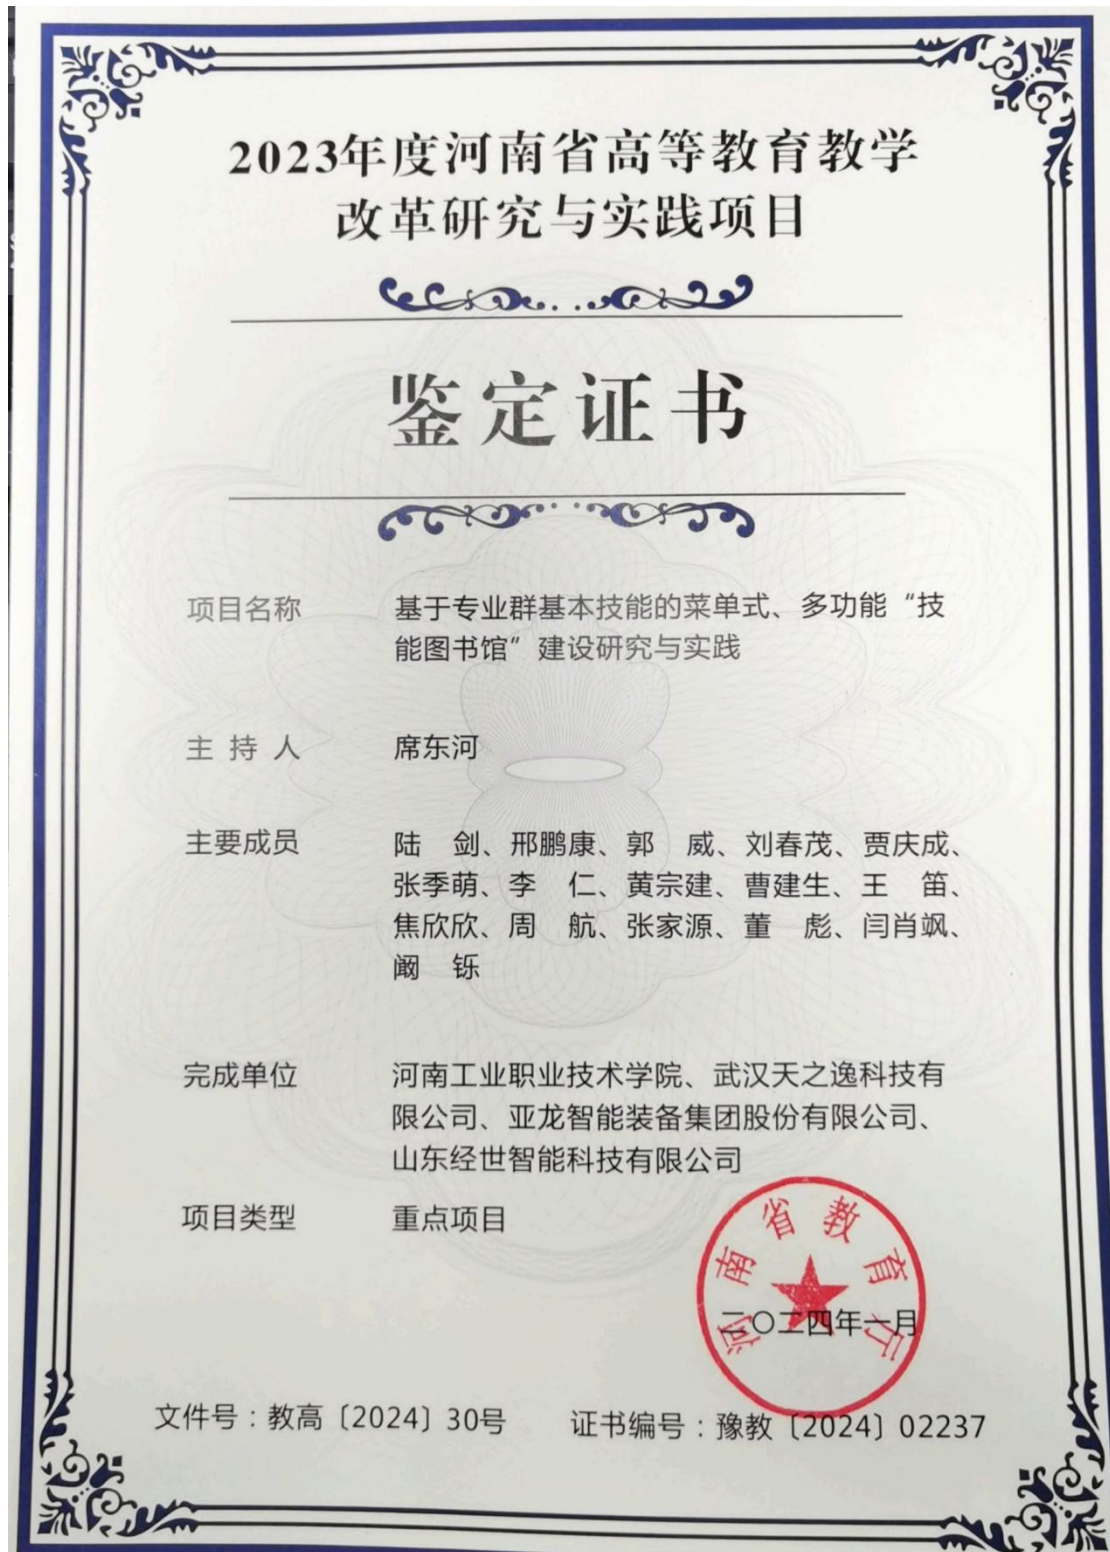 2023年度河南省高等教育教学
改革研究与实践项目
鉴定证书
项目名称 基于专业群基本技能的菜单式、多功能“技
能图书馆”建设研究与实践
主 持 人 席东河
主要成员 陆 剑、邢鹏康、郭 威、刘春茂、贾庆成、
张季萌、李 仁、黄宗建、曹建生、王 笛、
焦欣欣、周 航、张家源、董 彪、闫肖飒、
阚 铄
完成单位 河南工业职业技术学院、武汉天之逸科技有
限公司、亚龙智能装备集团股份有限公司、
山东经世智能科技有限公司
项目类型 重点项目
河南省教育厅
二〇二四年一月
文件号：教高〔2024〕30号 证书编号：豫教〔2024〕02237